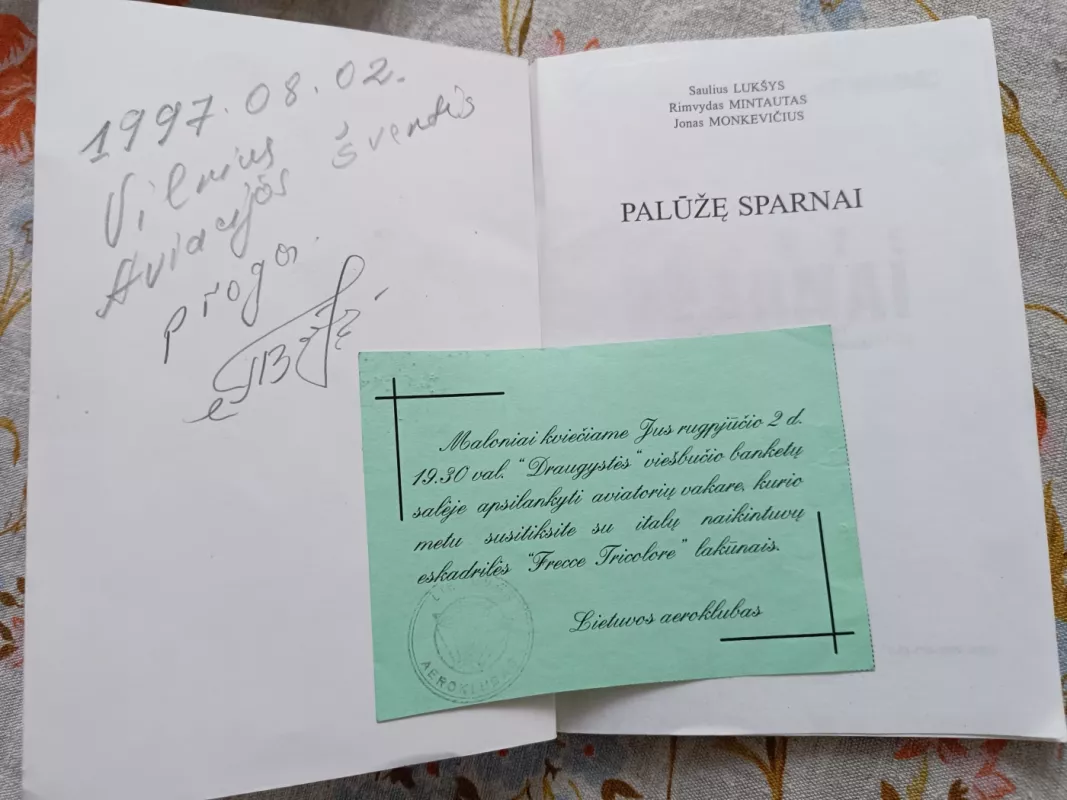 1997.08.02.
Vilnius
Aviacijos šventės
proga.
Saulius LUKŠYS
Rimvydas MINTAUTAS
Jonas MONKEVIČIUS
PALŪŽĘ SPARNAI
Maloniai kviečiame Jus rugpjūčio 2 d.
19.30 val. "Draugystės" viešbučio banketų
salėje apsilankyti aviatorių vakare, kurio
metu susitiksite su italų naikintuvų
eskadrilės "Frecce Tricolore" lakūnais.
Lietuvos aeroklubas
AEROKLUBAS